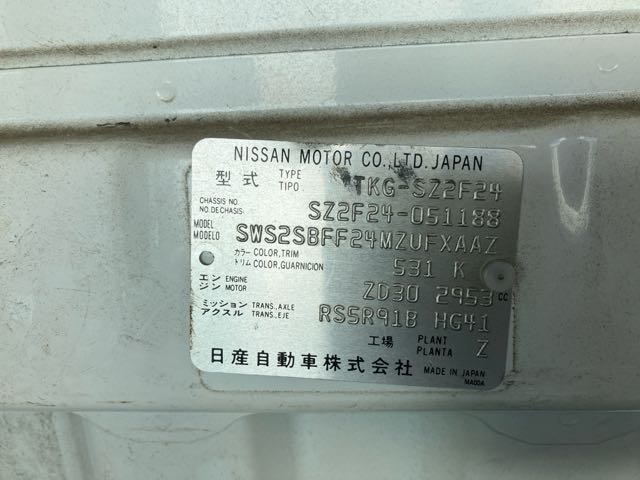 NISSAN MOTOR CO.,LTD.JAPAN
型式 TYPE TIPO TKG-SZ2F24
CHASSIS NO NO.DE CHASIS SZ2F24-051188
MODEL MODELO SWS2SBFF24MZUFXAAZ
カラー COLOR,TRIM トリム COLOR,GUARNICION 531 K
エンジン ENGINE MOTOR ZD30 2953 CC
ミッション TRANS.,AXLE アクスル TRANS.,EJE RS5R91B HG41
工場 PLANT PLANTA Z
日産自動車株式会社 MADE IN JAPAN
MA00A